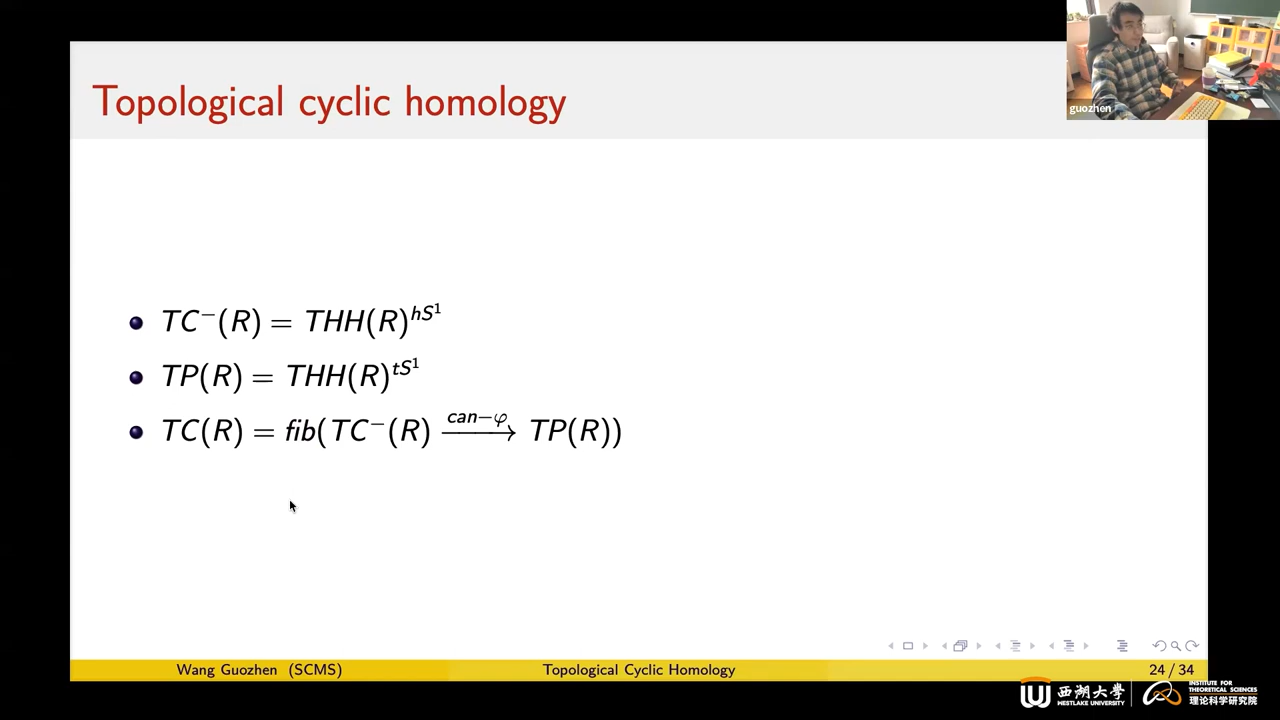 guozhen
Topological cyclic homology
TC⁻(R) = THH(R)^{hS¹}
TP(R) = THH(R)^{tS¹}
TC(R) = fib(TC⁻(R) \xrightarrow{can−φ} TP(R))
Wang Guozhen (SCMS) Topological Cyclic Homology 24 / 34
西湖大学
WESTLAKE UNIVERSITY
INSTITUTE FOR
THEORETICAL SCIENCES
理论科学研究院